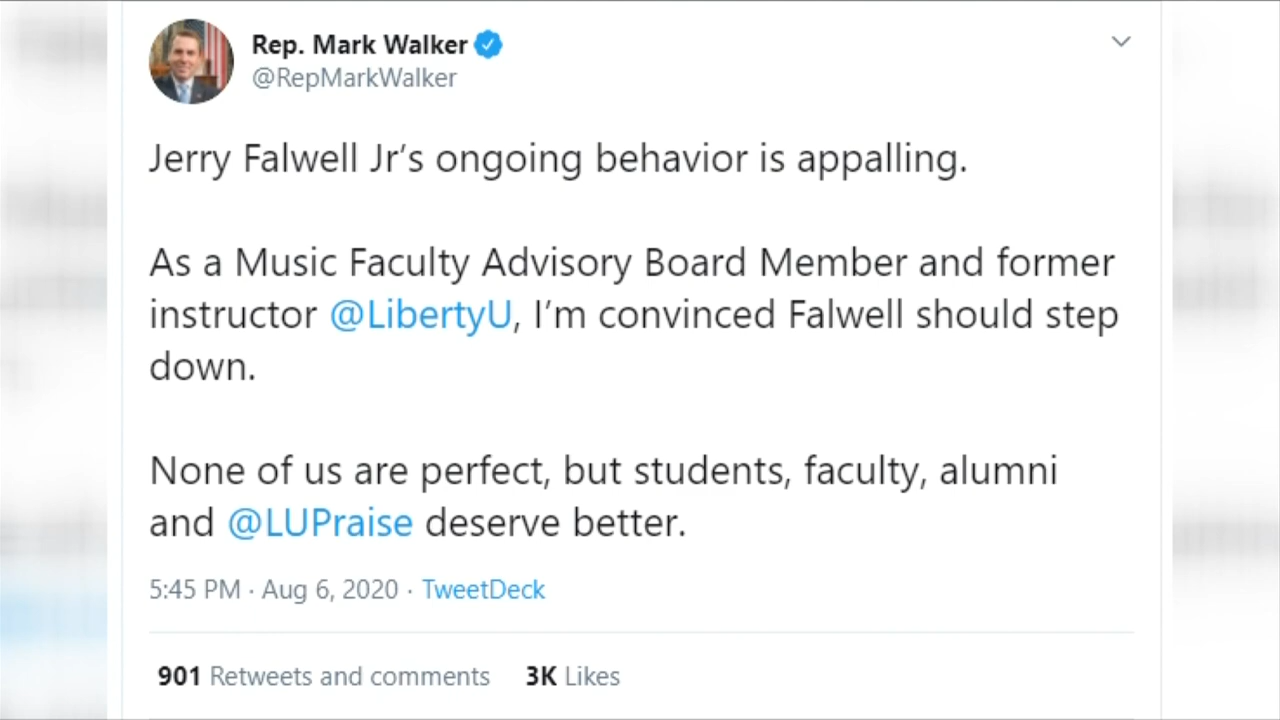 Rep. Mark Walker
@RepMarkWalker
Jerry Falwell Jr’s ongoing behavior is appalling.
As a Music Faculty Advisory Board Member and former
instructor @LibertyU, I’m convinced Falwell should step
down.
None of us are perfect, but students, faculty, alumni
and @LUPraise deserve better.
5:45 PM · Aug 6, 2020 · TweetDeck
901 Retweets and comments 3K Likes